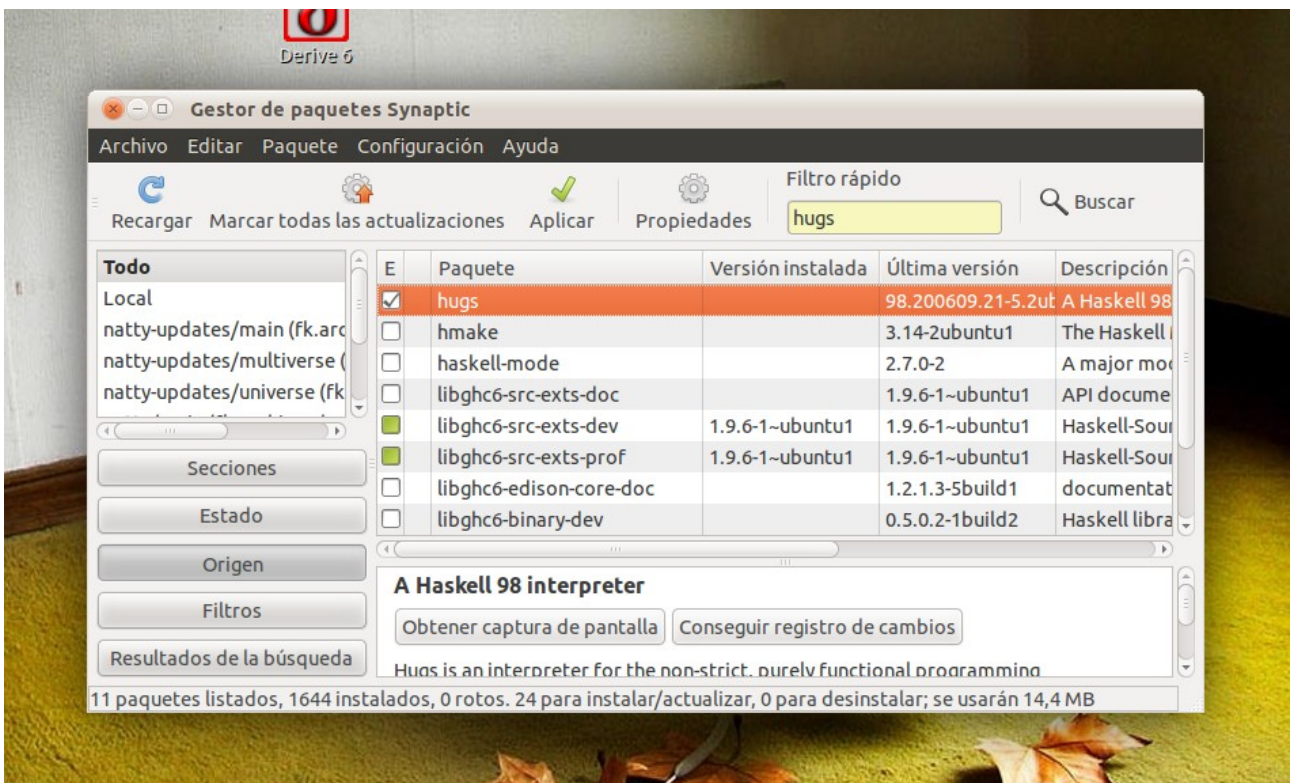 Derive 6
Gestor de paquetes Synaptic
Archivo Editar Paquete Configuración Ayuda
Recargar Marcar todas las actualizaciones Aplicar Propiedades
Filtro rápido
hugs
Buscar
Todo
Local
natty-updates/main (fk.arc
natty-updates/multiverse (
natty-updates/universe (fk
Secciones
Estado
Origen
Filtros
Resultados de la búsqueda
E Paquete Versión instalada Última versión Descripción
hugs 98.200609.21-5.2ub A Haskell 98
hmake 3.14-2ubuntu1 The Haskell
haskell-mode 2.7.0-2 A major mod
libghc6-src-exts-doc 1.9.6-1~ubuntu1 API docume
libghc6-src-exts-dev 1.9.6-1~ubuntu1 1.9.6-1~ubuntu1 Haskell-Sour
libghc6-src-exts-prof 1.9.6-1~ubuntu1 1.9.6-1~ubuntu1 Haskell-Sour
libghc6-edison-core-doc 1.2.1.3-5build1 documentat
libghc6-binary-dev 0.5.0.2-1build2 Haskell libra
A Haskell 98 interpreter
Obtener captura de pantalla Conseguir registro de cambios
Hugs is an interpreter for the non-strict, purely functional programming
11 paquetes listados, 1644 instalados, 0 rotos. 24 para instalar/actualizar, 0 para desinstalar; se usarán 14,4 MB